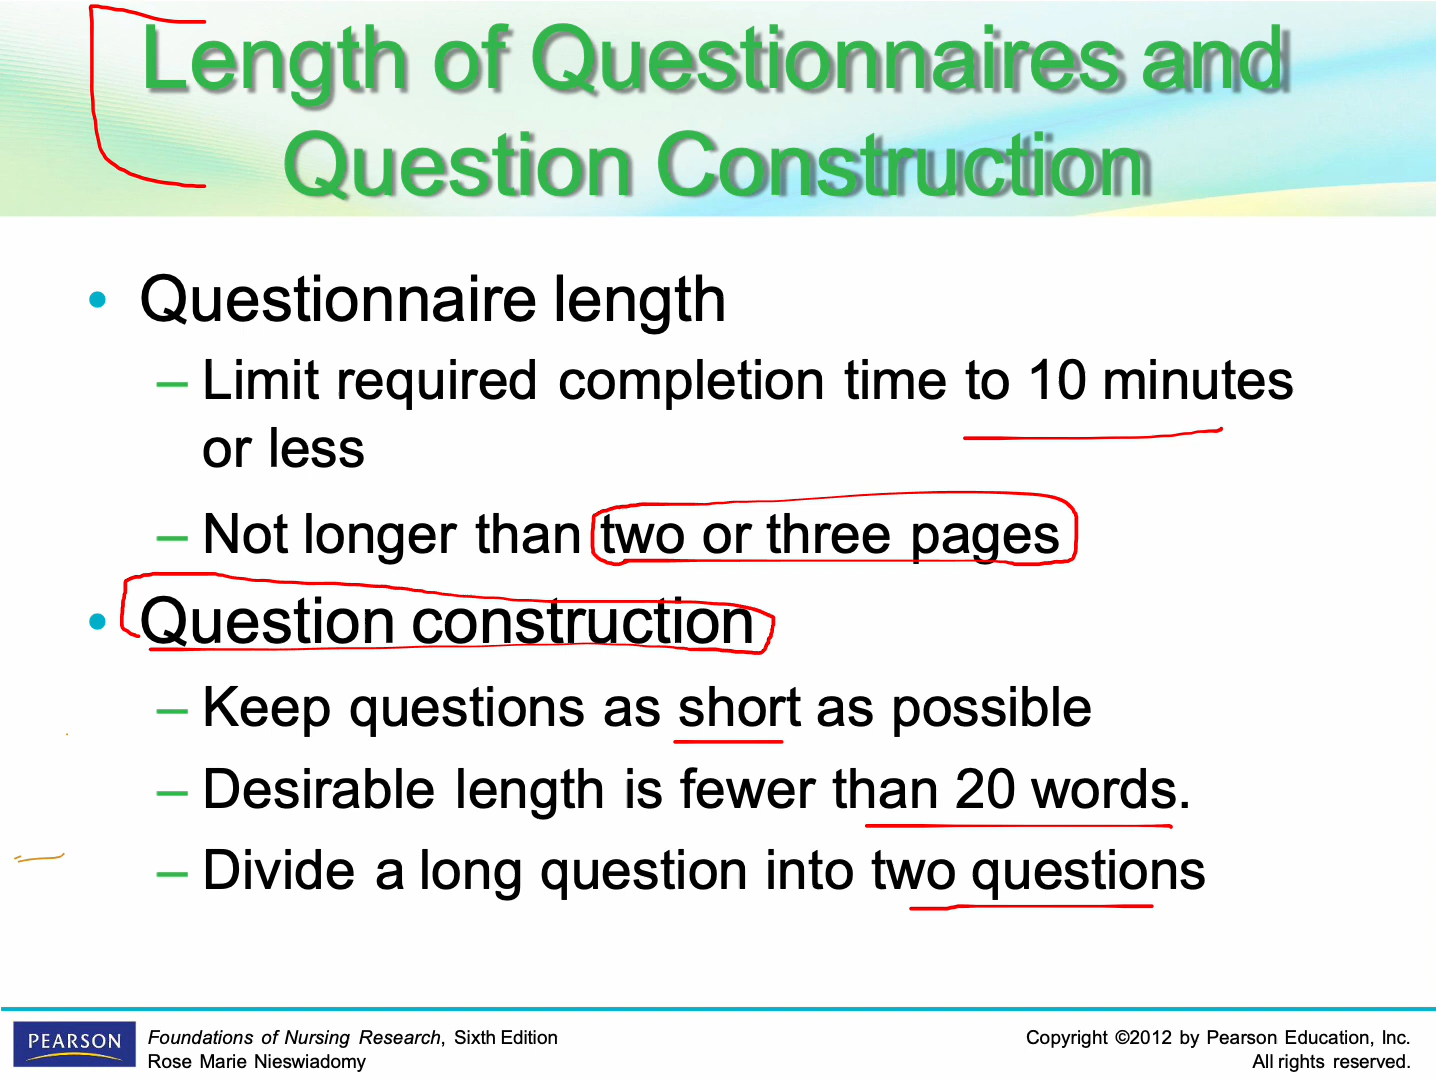 Length of Questionnaires and
Question Construction
• Questionnaire length
– Limit required completion time to 10 minutes
or less
– Not longer than two or three pages
• Question construction
– Keep questions as short as possible
– Desirable length is fewer than 20 words.
– Divide a long question into two questions
PEARSON
Foundations of Nursing Research, Sixth Edition
Rose Marie Nieswiadomy
Copyright ©2012 by Pearson Education, Inc.
All rights reserved.